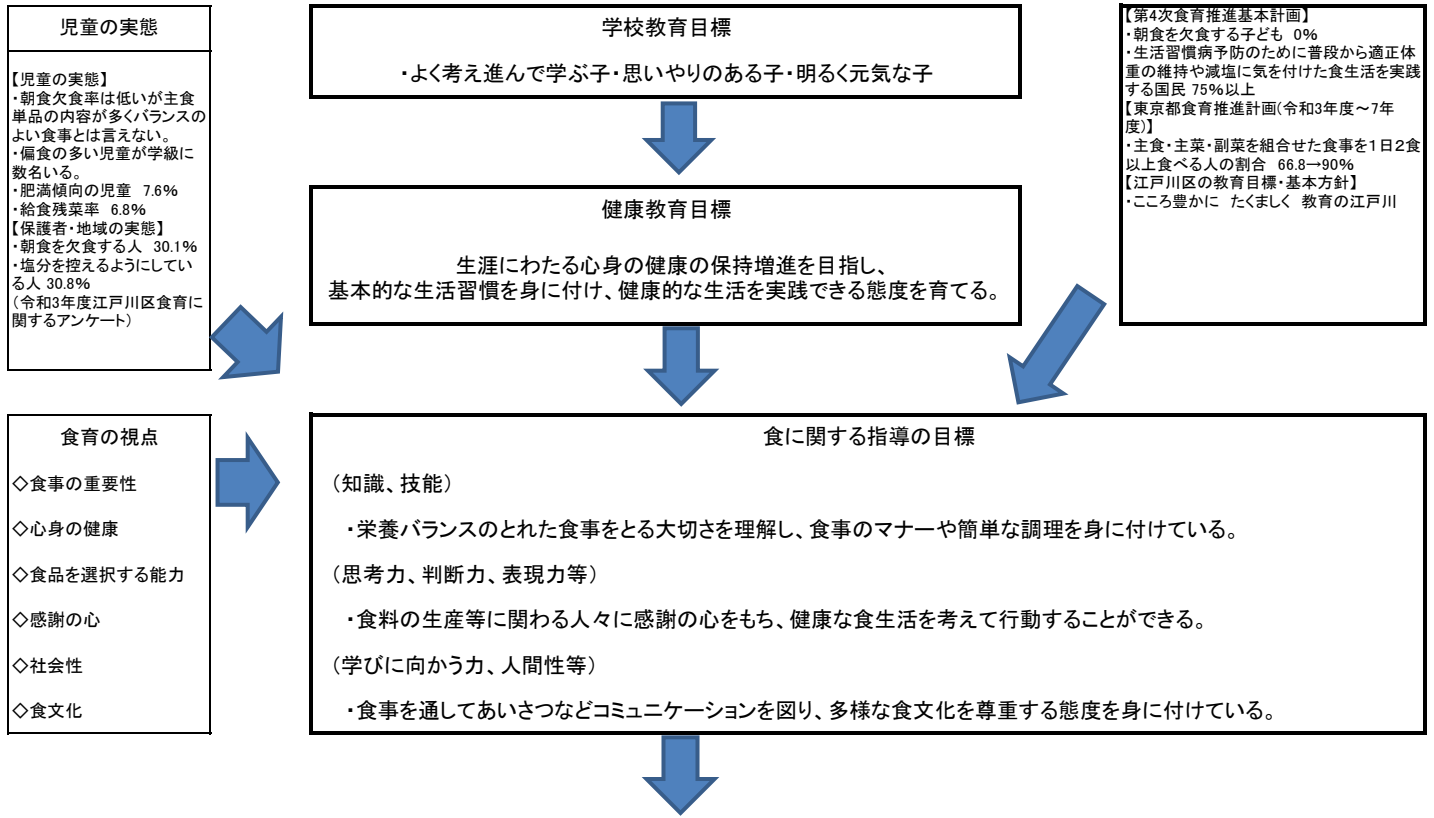 児童の実態
【児童の実態】
・朝食欠食率は低いが主食
単品の内容が多くバランスの
よい食事とは言えない。
・偏食の多い児童が学級に
数名いる。
・肥満傾向の児童 7.6%
・給食残菜率 6.8%
【保護者・地域の実態】
・朝食を欠食する人 30.1%
・塩分を控えるようにしてい
る人 30.8%
(令和3年度江戸川区食育に
関するアンケート)
学校教育目標
・よく考え進んで学ぶ子・思いやりのある子・明るく元気な子
健康教育目標
生涯にわたる心身の健康の保持増進を目指し、
基本的な生活習慣を身に付け、健康的な生活を実践できる態度を育てる。
【第4次食育推進基本計画】
・朝食を欠食する子ども 0%
・生活習慣病予防のために普段から適正体
重の維持や減塩に気を付けた食生活を実践
する国民 75%以上
【東京都食育推進計画(令和3年度~7年
度)】
・主食・主菜・副菜を組合せた食事を1日2食
以上食べる人の割合 66.8→90%
【江戸川区の教育目標・基本方針】
・こころ豊かに たくましく 教育の江戸川
食育の視点
◇食事の重要性
◇心身の健康
◇食品を選択する能力
◇感謝の心
◇社会性
◇食文化
食に関する指導の目標
(知識、技能)
・栄養バランスのとれた食事をとる大切さを理解し、食事のマナーや簡単な調理を身に付けている。
(思考力、判断力、表現力等)
・食料の生産等に関わる人々に感謝の心をもち、健康な食生活を考えて行動することができる。
(学びに向かう力、人間性等)
・食事を通してあいさつなどコミュニケーションを図り、多様な食文化を尊重する態度を身に付けている。